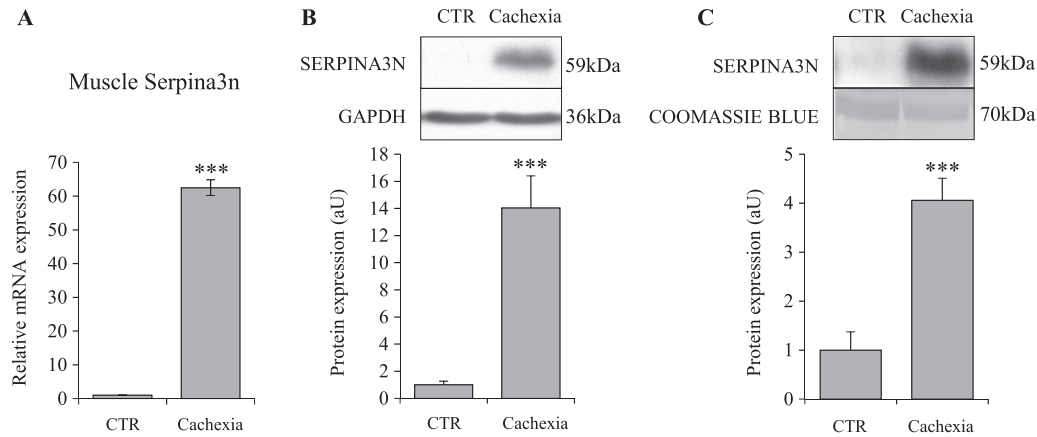 A
Muscle Serpina3n
Relative mRNA expression
70
60
50
40
30
20
10
0
***
CTR Cachexia
B
CTR Cachexia
SERPINA3N 59kDa
GAPDH 36kDa
Protein expression (aU)
18
16
14
12
10
8
6
4
2
0
***
CTR Cachexia
C
CTR Cachexia
SERPINA3N 59kDa
COOMASSIE BLUE 70kDa
Protein expression (aU)
5
4
3
2
1
0
***
CTR Cachexia